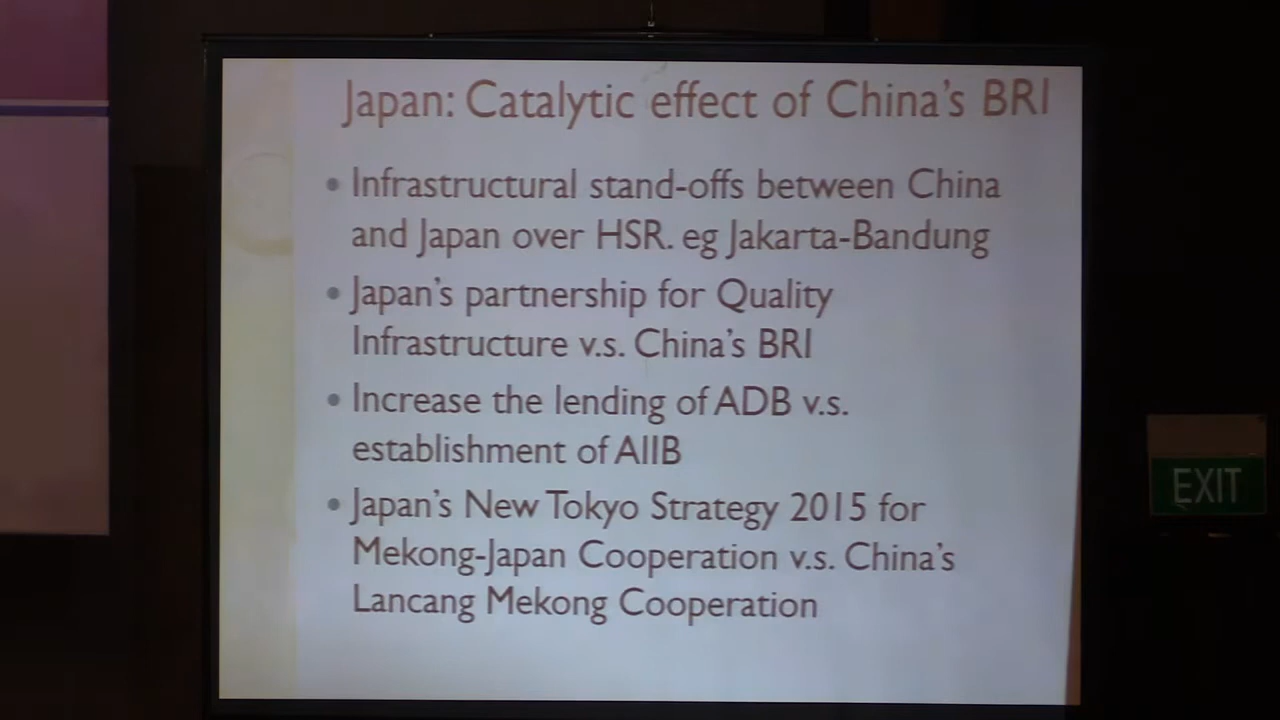 Japan: Catalytic effect of China's BRI
• Infrastructural stand-offs between China
and Japan over HSR. eg Jakarta-Bandung
• Japan's partnership for Quality
Infrastructure v.s. China's BRI
• Increase the lending of ADB v.s.
establishment of AIIB
• Japan's New Tokyo Strategy 2015 for
Mekong-Japan Cooperation v.s. China's
Lancang Mekong Cooperation
EXIT